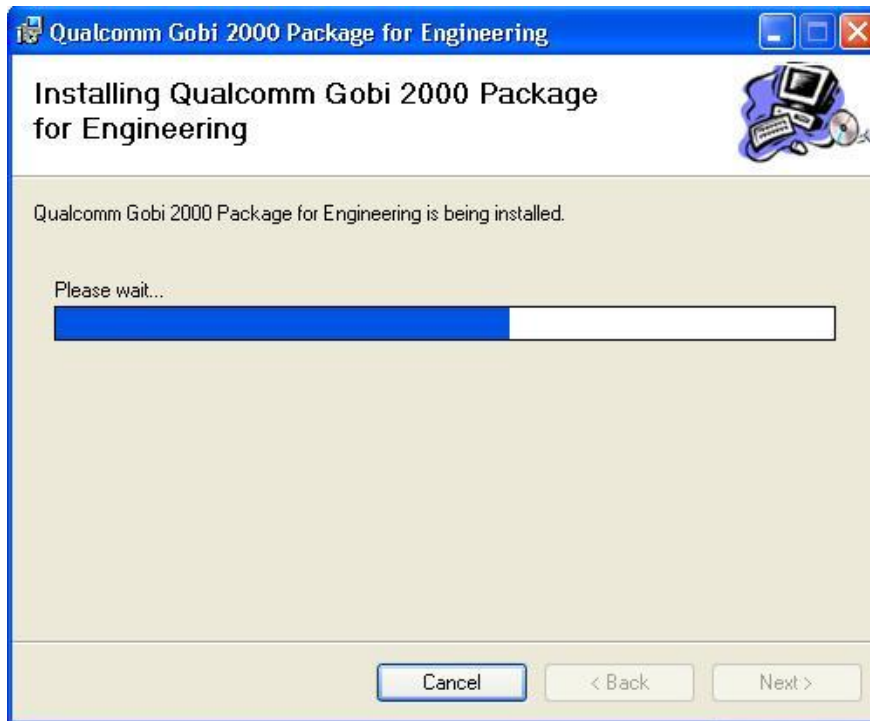 Qualcomm Gobi 2000 Package for Engineering
Installing Qualcomm Gobi 2000 Package
for Engineering
Qualcomm Gobi 2000 Package for Engineering is being installed.
Please wait...
Cancel
< Back
Next >